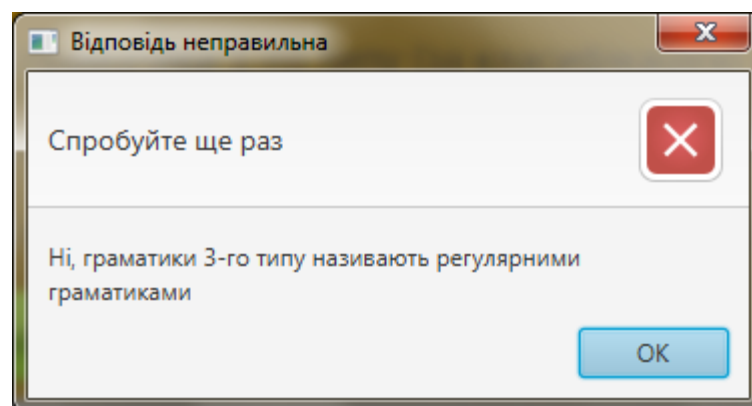 Відповідь неправильна
Спробуйте ще раз
Ні, граматики 3-го типу називають регулярними
граматиками
OK